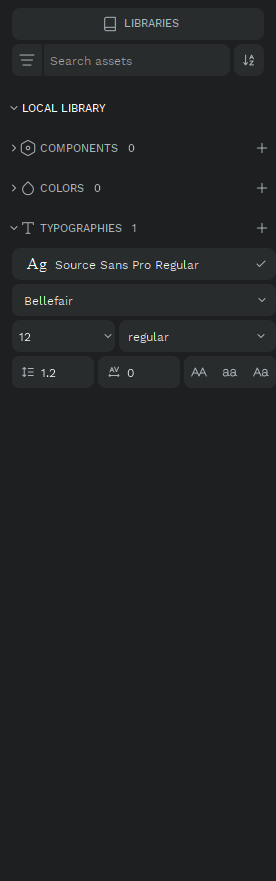 LIBRARIES
Search assets
LOCAL LIBRARY
COMPONENTS 0
COLORS 0
TYPOGRAPHIES 1
Ag Source Sans Pro Regular
Bellefair
12 regular
1.2 AV 0 AA aa Aa